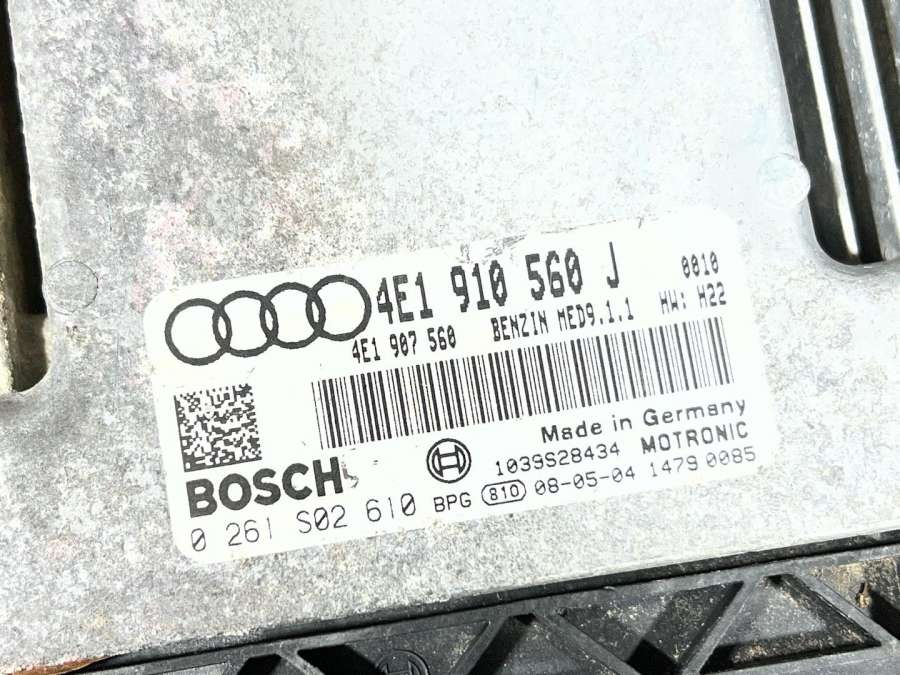 4E1 910 560 J 0010
4E1 907 560 BENZIN MED9.1.1 HW: H22
Made in Germany
BOSCH 1039S28434 MOTRONIC
0 261 S02 610 BPG 810 08-05-04 1479 0085